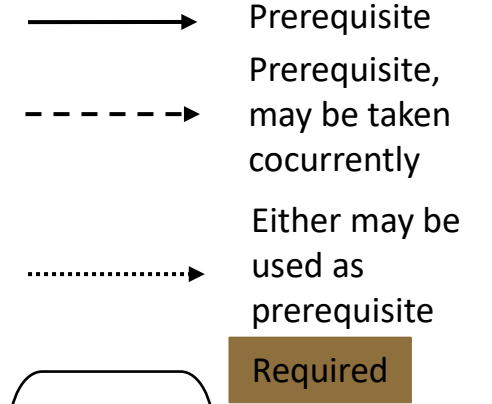 Prerequisite
Prerequisite,
may be taken
cocurrently
Either may be
used as
prerequisite
Required